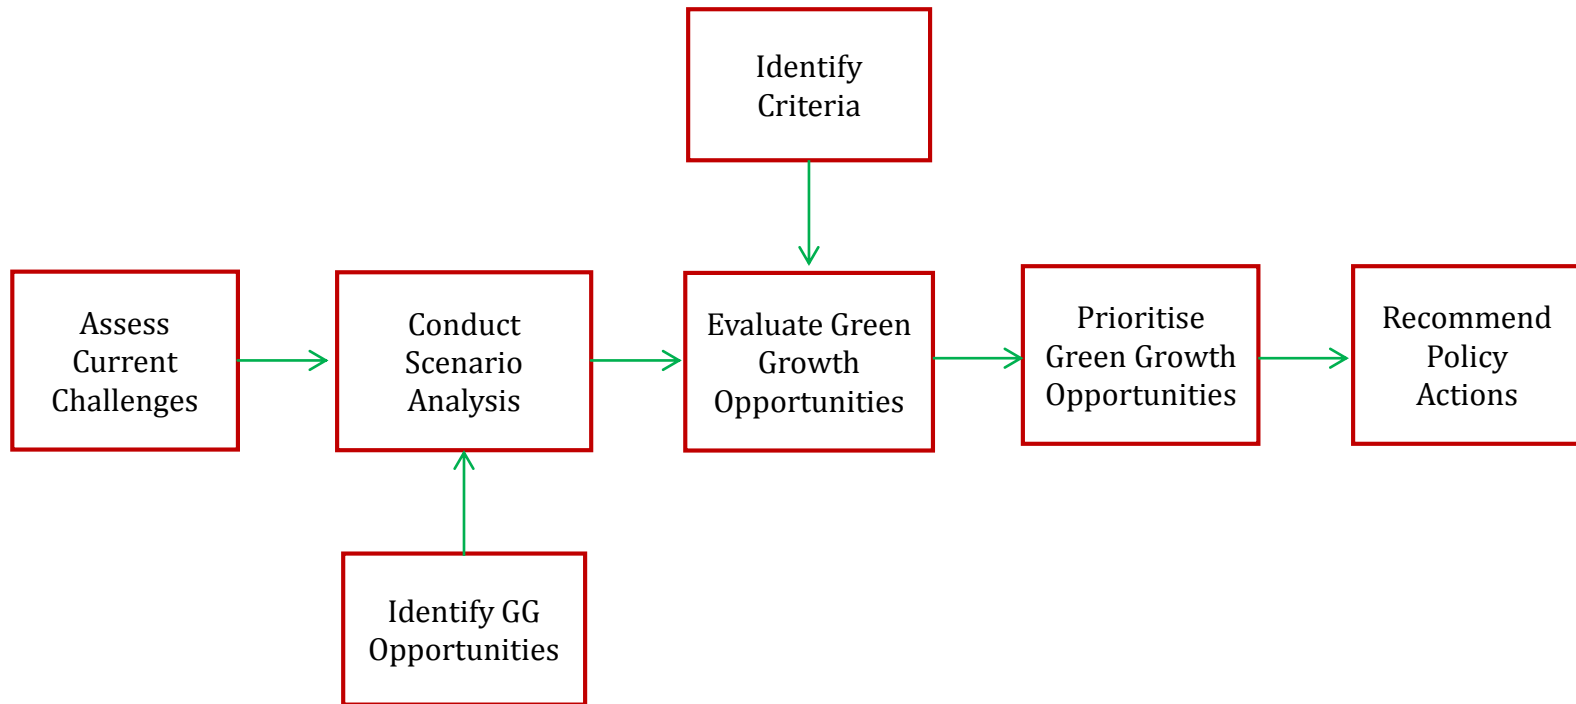 Identify
Criteria
Assess
Current
Challenges
Conduct
Scenario
Analysis
Evaluate Green
Growth
Opportunities
Prioritise
Green Growth
Opportunities
Recommend
Policy
Actions
Identify GG
Opportunities